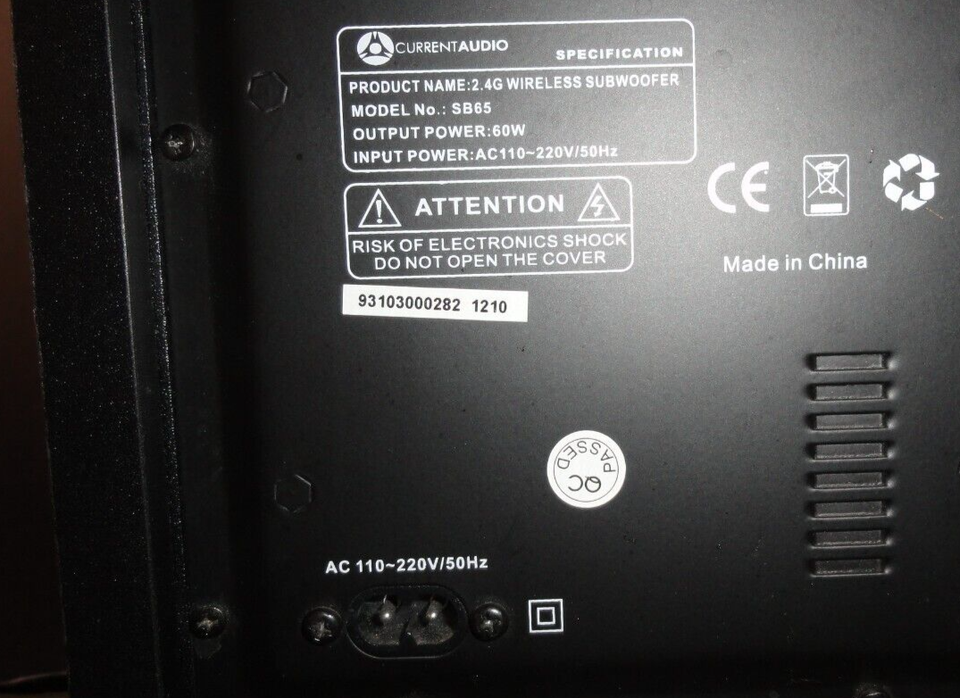 CURRENTAUDIO
SPECIFICATION
PRODUCT NAME:2.4G WIRELESS SUBWOOFER
MODEL No.: SB65
OUTPUT POWER:60W
INPUT POWER:AC110~220V/50Hz
ATTENTION
RISK OF ELECTRONICS SHOCK
DO NOT OPEN THE COVER
CE
Made in China
93103000282 1210
QC
PASSED
AC 110~220V/50Hz